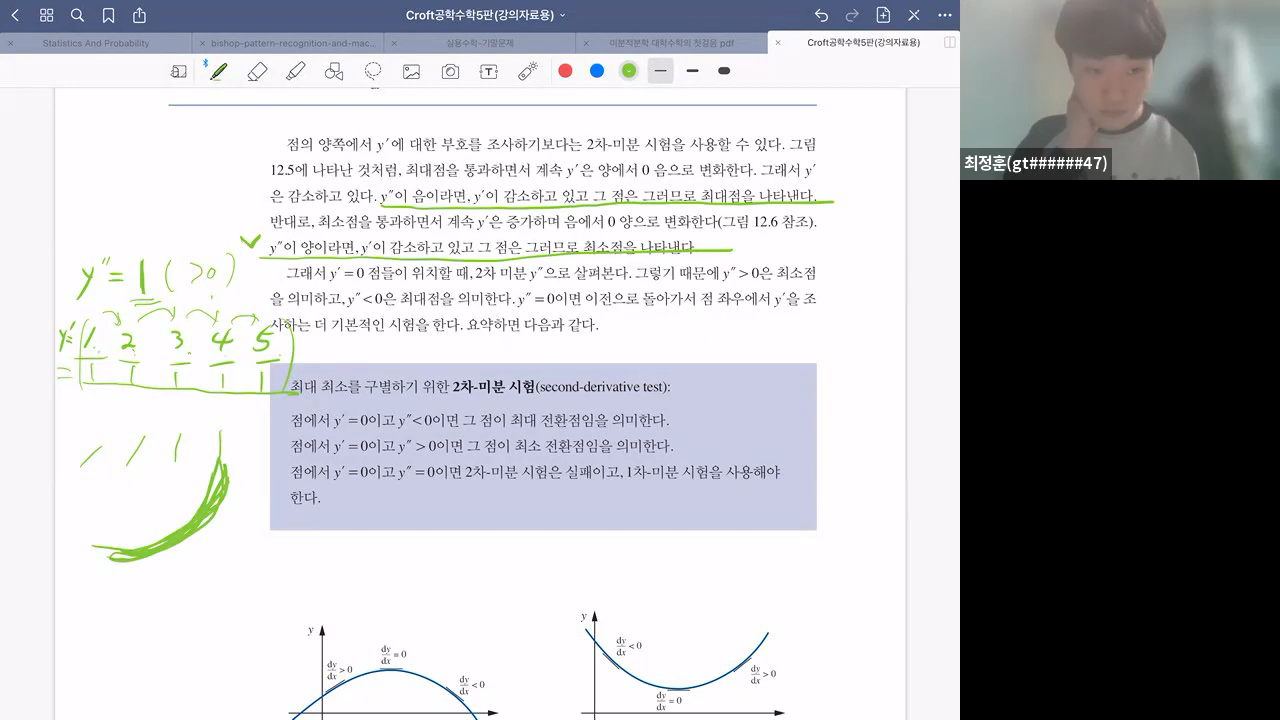 Croft공학수학5판(강의자료용)
Statistics And Probability
bishop-pattern-recognition-and-mac...
실용수학-기말문제
미분적분학 대학수학의 첫걸음.pdf
Croft공학수학5판(강의자료용)
최정훈(gt######47)
점의 양쪽에서 y′에 대한 부호를 조사하기보다는 2차-미분 시험을 사용할 수 있다. 그림
12.5에 나타난 것처럼, 최대점을 통과하면서 계속 y′은 양에서 0 음으로 변화한다. 그래서 y′
은 감소하고 있다. y″이 음이라면, y′이 감소하고 있고 그 점은 그러므로 최대점을 나타낸다.
반대로, 최소점을 통과하면서 계속 y′은 증가하며 음에서 0 양으로 변화한다(그림 12.6 참조).
y″이 양이라면, y′이 감소하고 있고 그 점은 그러므로 최소점을 나타낸다
그래서 y′=0 점들이 위치할 때, 2차 미분 y″으로 살펴본다. 그렇기 때문에 y″>0은 최소점
을 의미하고, y″<0은 최대점을 의미한다. y″=0이면 이전으로 돌아가서 점 좌우에서 y′을 조
사하는 더 기본적인 시험을 한다. 요약하면 다음과 같다.
y″=1(>0)
y′= 1 2 3 4 5
= 1 1 1 1 1
최대 최소를 구별하기 위한 2차-미분 시험(second-derivative test):
점에서 y′=0이고 y″<0이면 그 점이 최대 전환점임을 의미한다.
점에서 y′=0이고 y″>0이면 그 점이 최소 전환점임을 의미한다.
점에서 y′=0이고 y″=0이면 2차-미분 시험은 실패이고, 1차-미분 시험을 사용해야
한다.
y
dy/dx > 0
dy/dx = 0
dy/dx < 0
y
dy/dx < 0
dy/dx = 0
dy/dx > 0